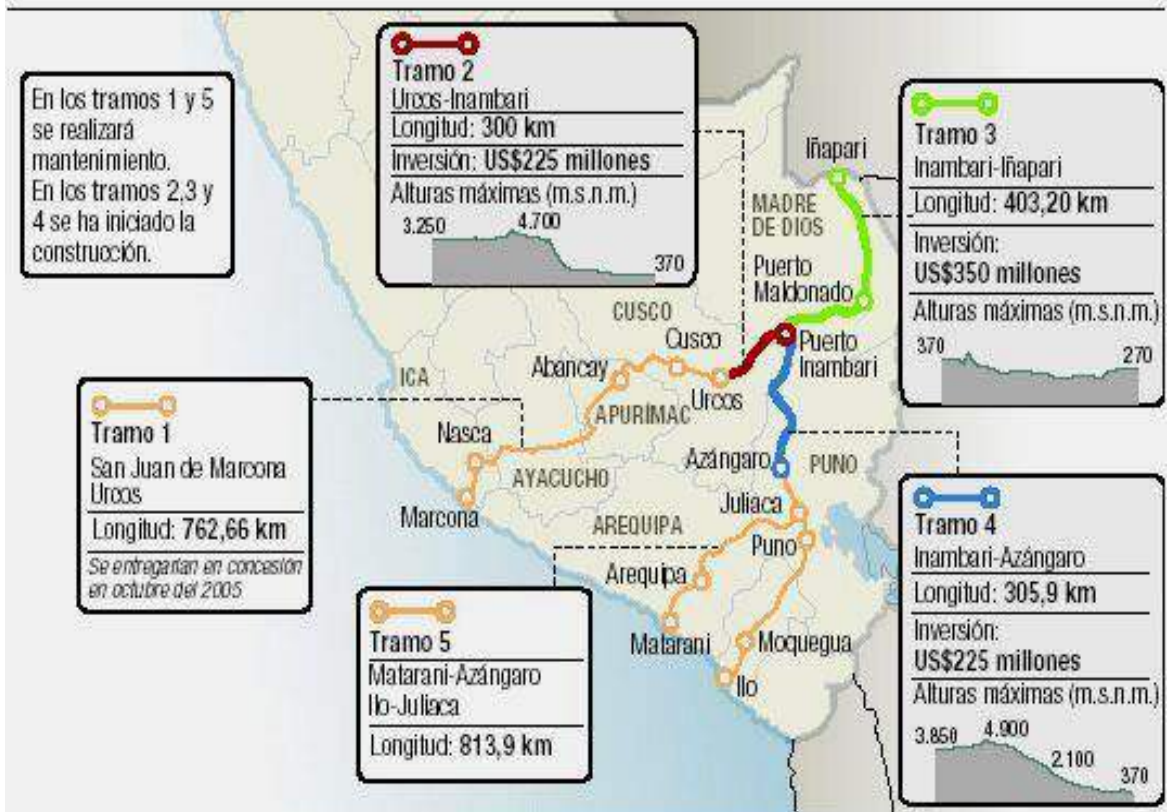 En los tramos 1 y 5
se realizará
mantenimiento.
En los tramos 2,3 y
4 se ha iniciado la
construcción.
Tramo 2
Urcos-Inambari
Longitud: 300 km
Inversión: US$225 millones
Alturas máximas (m.s.n.m.)
3.250
4.700
370
Tramo 3
Inambari-Iñapari
Longitud: 403,20 km
Inversión:
US$350 millones
Alturas máximas (m.s.n.m.)
370
270
Iñapari
MADRE
DE DIOS
Puerto
Maldonado
CUSCO
Cusco
Puerto
Inambari
Abancay
ICA
Urcos
APURÍMAC
Nasca
Azángaro
PUNO
AYACUCHO
Juliaca
Marcona
AREQUIPA
Puno
Arequipa
Matarani
Moquegua
Ilo
Tramo 1
San Juan de Marcona
Urcos
Longitud: 762,66 km
Se entregarían en concesión
en octubre del 2005
Tramo 5
Matarani-Azángaro
Ilo-Juliaca
Longitud: 813,9 km
Tramo 4
Inambari-Azángaro
Longitud: 305,9 km
Inversión:
US$225 millones
Alturas máximas (m.s.n.m.)
3.850
4.900
2.100
370